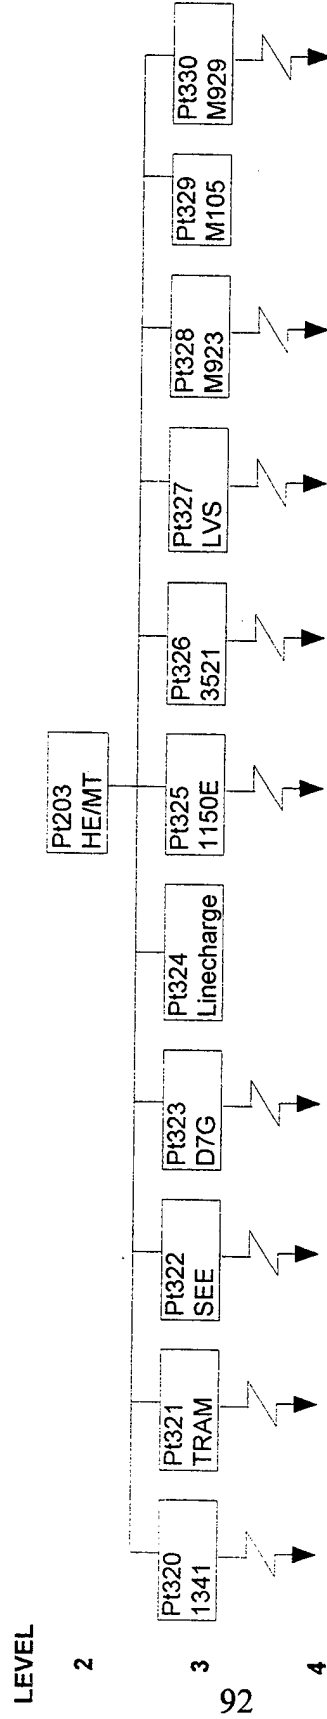 LEVEL
2
Pt203
HE/MT
3
Pt320
1341
Pt321
TRAM
Pt322
SEE
Pt323
D7G
Pt324
Linecharge
Pt325
1150E
Pt326
3521
Pt327
LVS
Pt328
M923
Pt329
M105
Pt330
M929
4
92